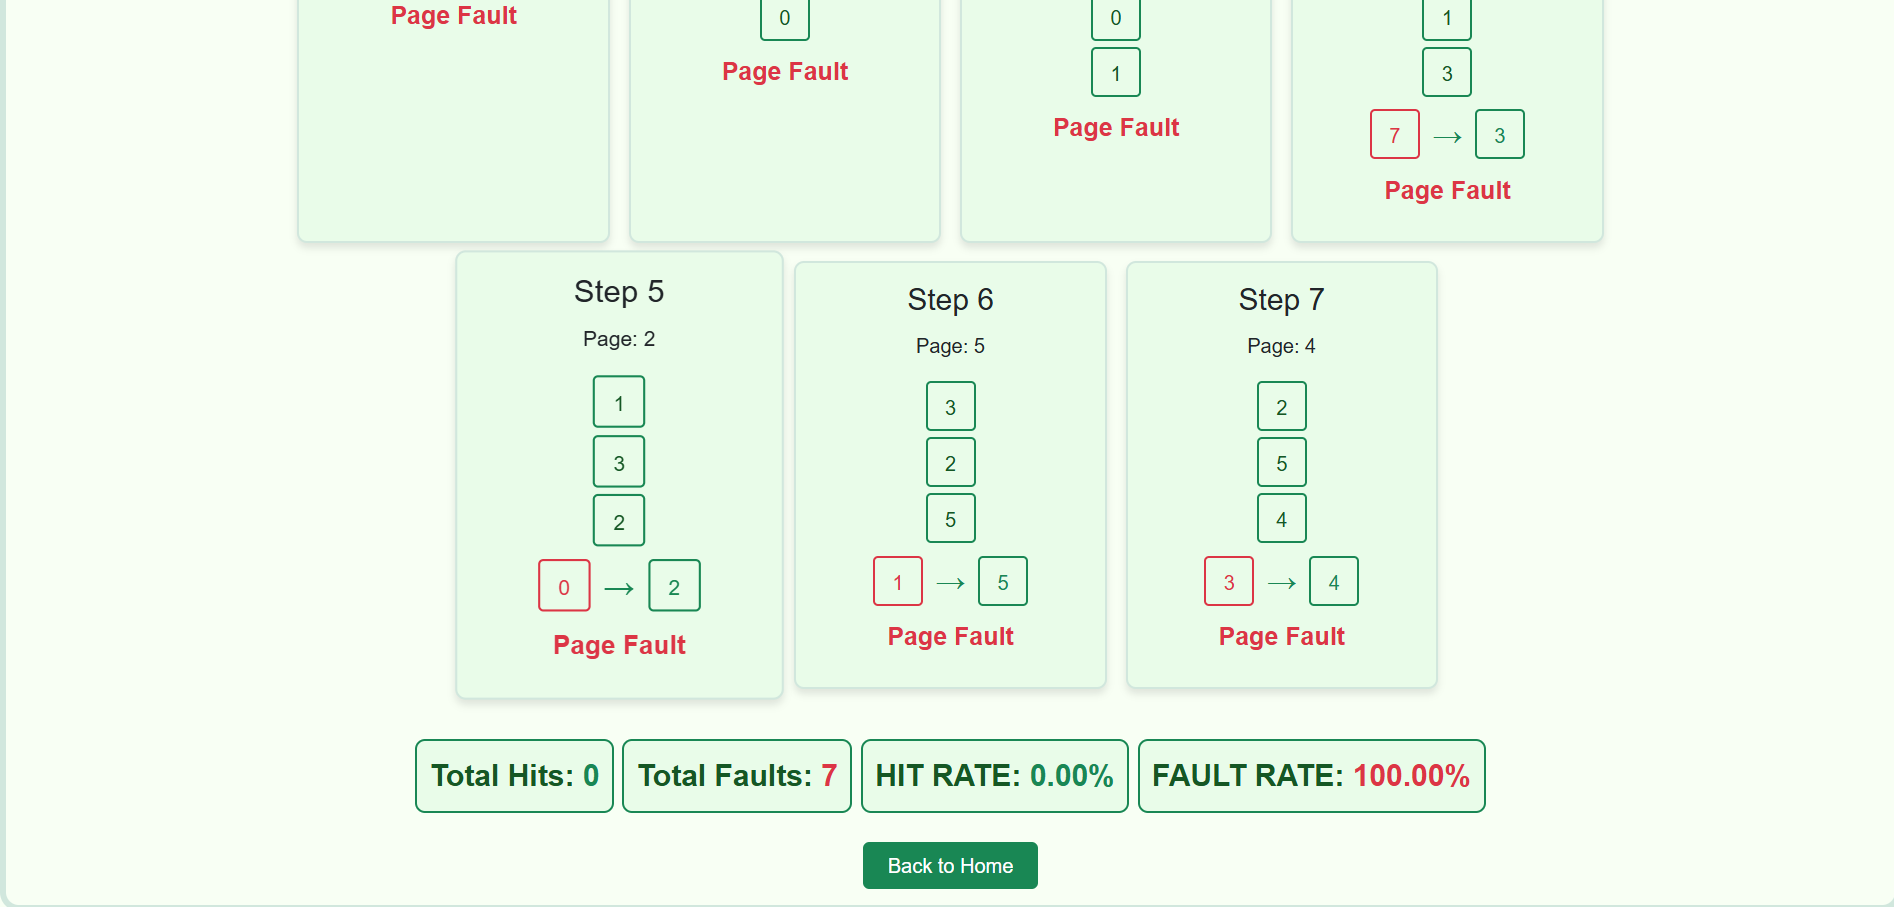 Page Fault
0
Page Fault
0
1
Page Fault
1
3
7 → 3
Page Fault
Step 5
Page: 2
1
3
2
0 → 2
Page Fault
Step 6
Page: 5
3
2
5
1 → 5
Page Fault
Step 7
Page: 4
2
5
4
3 → 4
Page Fault
Total Hits: 0
Total Faults: 7
HIT RATE: 0.00%
FAULT RATE: 100.00%
Back to Home